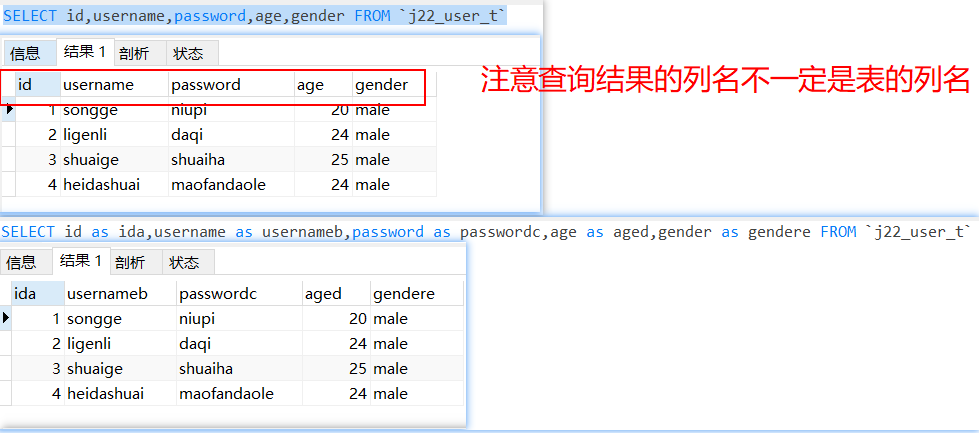 SELECT id,username,password,age,gender FROM `j22_user_t`
信息 结果 1 剖析 状态
id username password age gender
注意查询结果的列名不一定是表的列名
1 songge niupi 20 male
2 ligenli daqi 24 male
3 shuaige shuaiha 25 male
4 heidashuai maofandaole 24 male
SELECT id as ida,username as usernameb,password as passwordc,age as aged,gender as gendere FROM `j22_user_t`
信息 结果 1 剖析 状态
ida usernameb passwordc aged gendere
1 songge niupi 20 male
2 ligenli daqi 24 male
3 shuaige shuaiha 25 male
4 heidashuai maofandaole 24 male